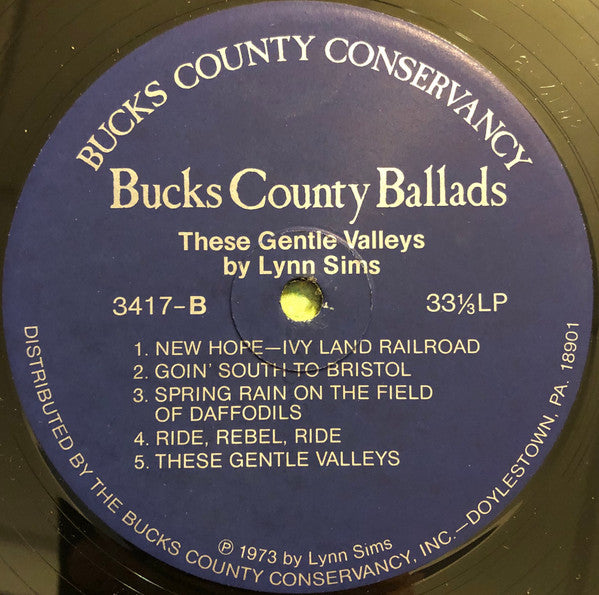 BUCKS COUNTY CONSERVANCY
Bucks County Ballads
These Gentle Valleys
by Lynn Sims
3417-B
33⅓LP
1. NEW HOPE—IVY LAND RAILROAD
2. GOIN' SOUTH TO BRISTOL
3. SPRING RAIN ON THE FIELD
OF DAFFODILS
4. RIDE, REBEL, RIDE
5. THESE GENTLE VALLEYS
℗ 1973 by Lynn Sims
DISTRIBUTED BY THE BUCKS COUNTY CONSERVANCY, INC.—DOYLESTOWN, PA. 18901